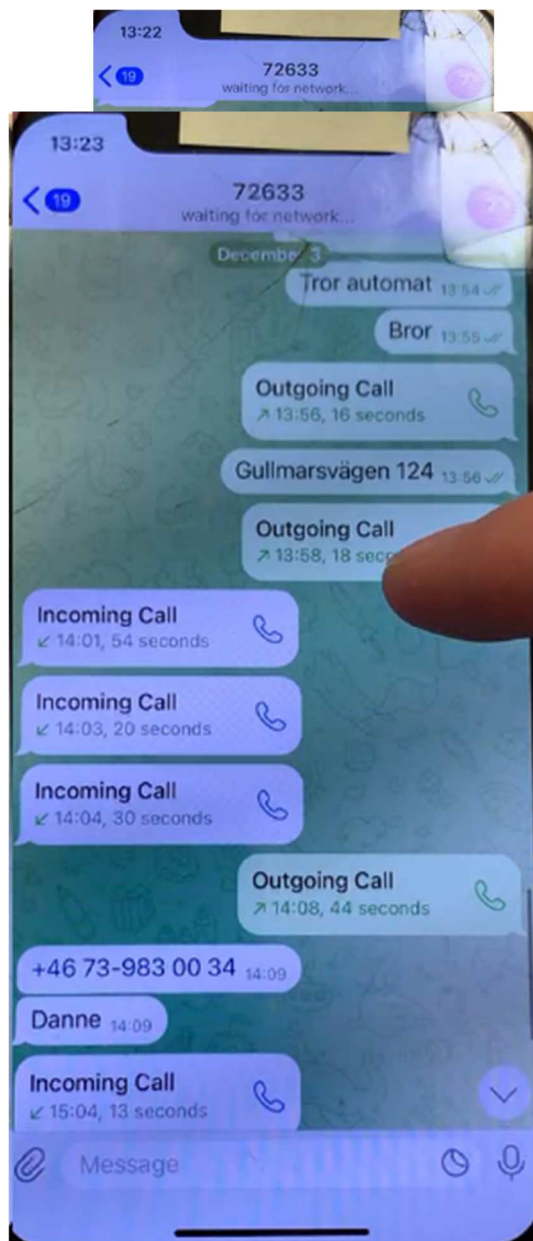 13:22
19
72633
waiting for network...
13:23
19
72633
waiting for network...
December 3
Tror automat 13:54
Bror 13:55
Outgoing Call
13:56, 16 seconds
Gullmarsvägen 124 13:56
Outgoing Call
13:58, 18
Incoming Call
14:01, 54 seconds
Incoming Call
14:03, 20 seconds
Incoming Call
14:04, 30 seconds
Outgoing Call
14:08, 44 seconds
+46 73-983 00 34 14:09
Danne 14:09
Incoming Call
15:04, 13 seconds
Message